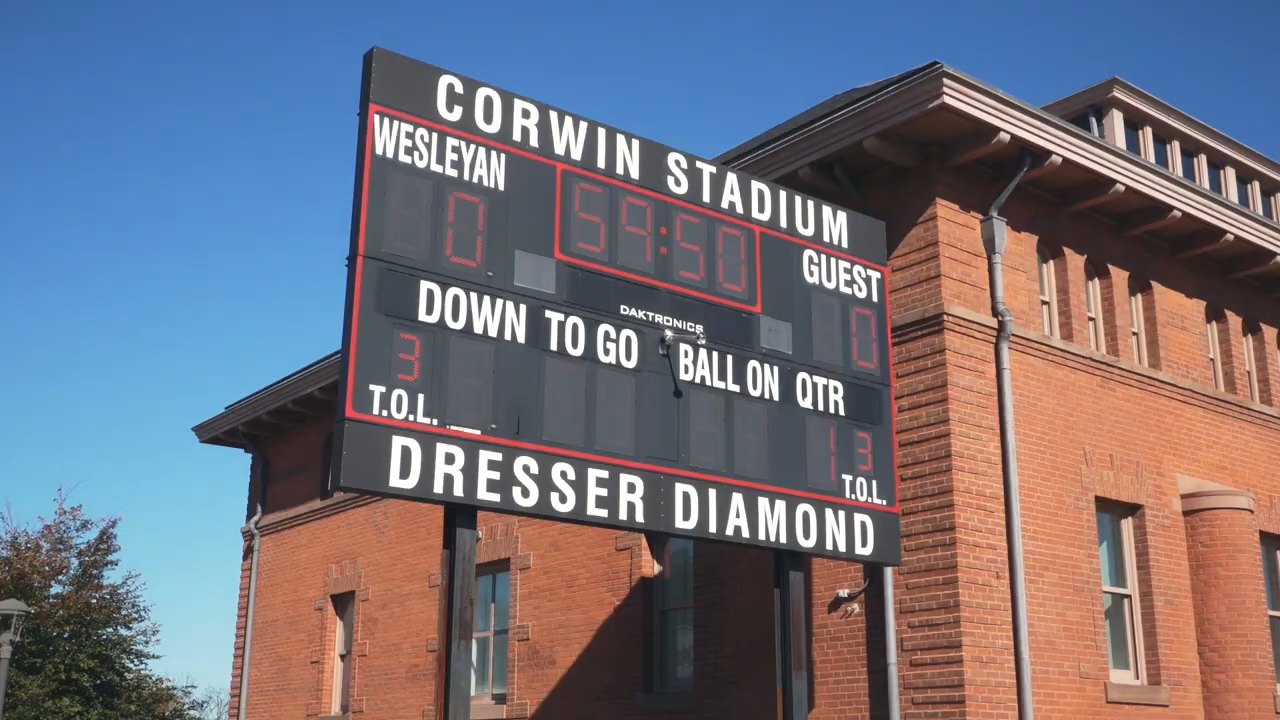 CORWIN STADIUM
WESLEYAN
0
59:50
GUEST
0
DAKTRONICS
DOWN TO GO BALL ON QTR
3
T.O.L.
1
3
T.O.L.
DRESSER DIAMOND